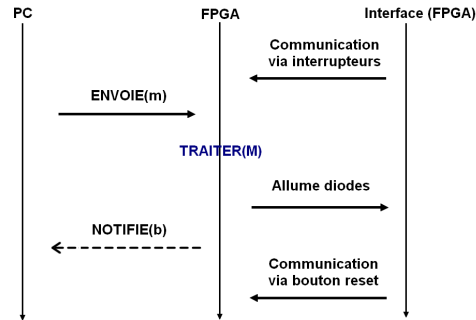 PC
FPGA
Interface (FPGA)
Communication
via interrupteurs
ENVOIE(m)
TRAITER(M)
Allume diodes
NOTIFIE(b)
Communication
via bouton reset